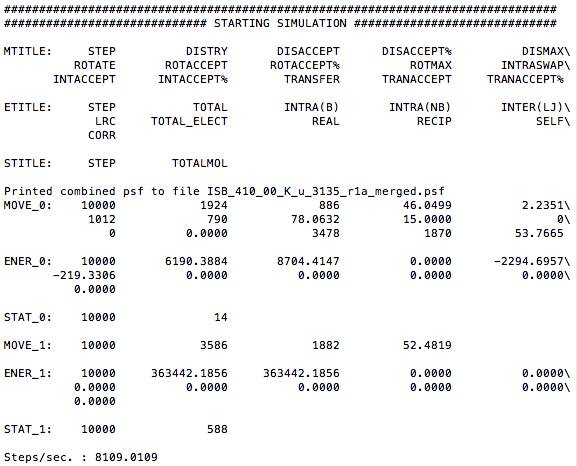 ###############################################################################
############################# STARTING SIMULATION #############################
MTITLE: STEP DISTRY DISACCEPT DISACCEPT% DISMAX\
ROTATE ROTACCEPT ROTACCEPT% ROTMAX INTRASWAP\
INTACCEPT INTACCEPT% TRANSFER TRANACCEPT TRANACCEPT%
ETITLE: STEP TOTAL INTRA(B) INTRA(NB) INTER(LJ)\
LRC TOTAL_ELECT REAL RECIP SELF\
CORR
STITLE: STEP TOTALMOL
Printed combined psf to file ISB_410_00_K_u_3135_r1a_merged.psf
MOVE_0: 10000 1924 886 46.0499 2.2351\
1012 790 78.0632 15.0000 0\
0 0.0000 3478 1870 53.7665
ENER_0: 10000 6190.3884 8704.4147 0.0000 -2294.6957\
-219.3306 0.0000 0.0000 0.0000 0.0000\
0.0000
STAT_0: 10000 14
MOVE_1: 10000 3586 1882 52.4819
ENER_1: 10000 363442.1856 363442.1856 0.0000 0.0000\
0.0000 0.0000 0.0000 0.0000 0.0000\
0.0000
STAT_1: 10000 588
Steps/sec. : 8109.0109